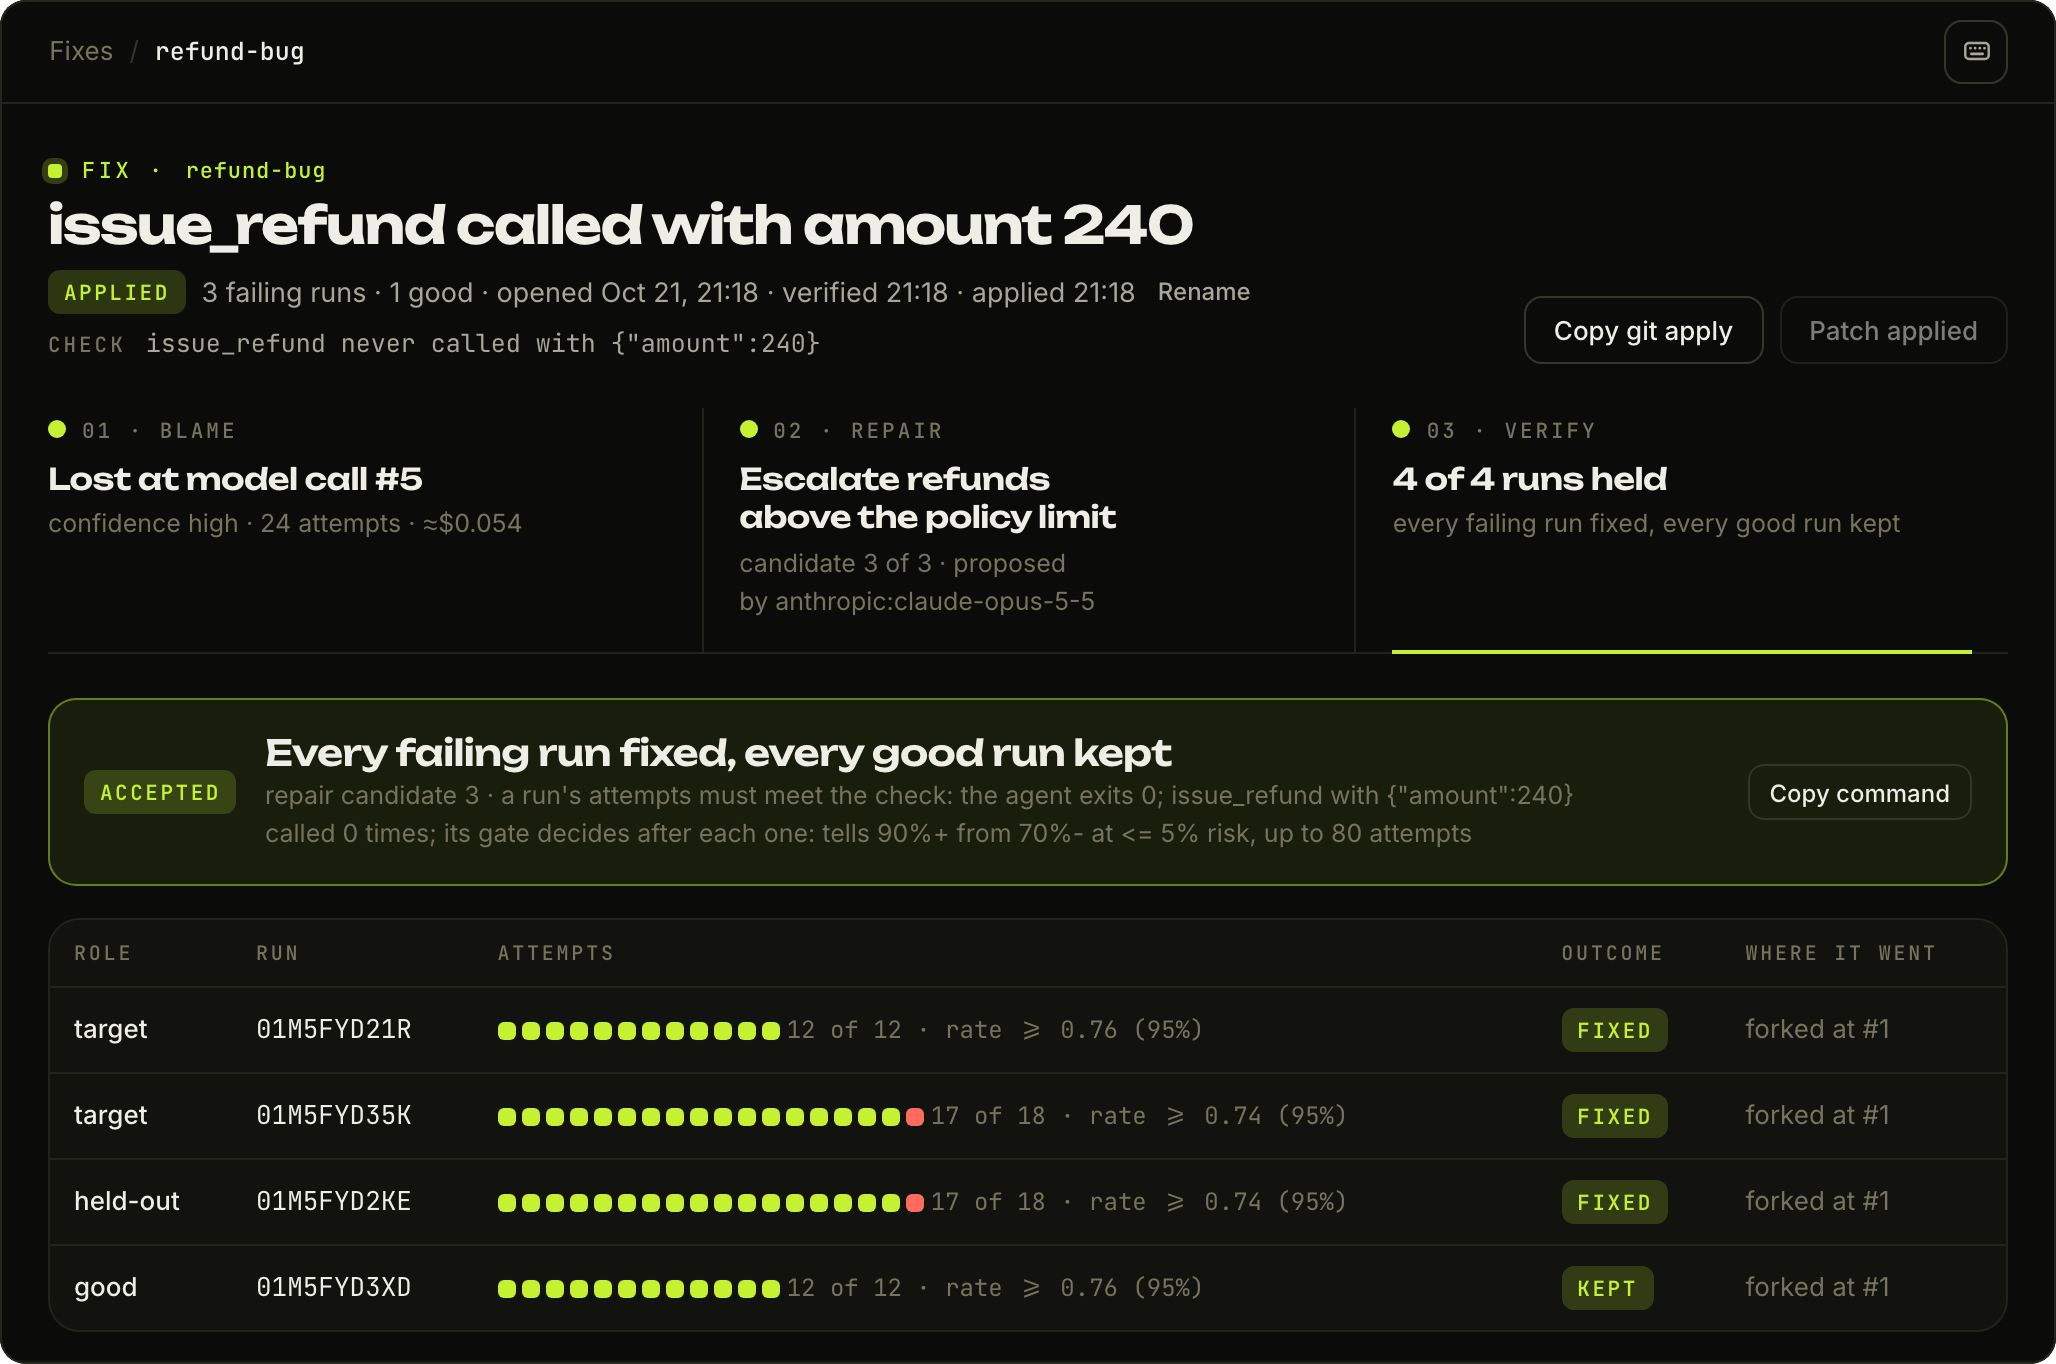 Fixes / refund-bug
FIX · refund-bug
issue_refund called with amount 240
APPLIED 3 failing runs · 1 good · opened Oct 21, 21:18 · verified 21:18 · applied 21:18 Rename
CHECK issue_refund never called with {"amount":240}
Copy git apply
Patch applied
01 · BLAME
Lost at model call #5
confidence high · 24 attempts · ≈$0.054
02 · REPAIR
Escalate refunds
above the policy limit
candidate 3 of 3 · proposed
by anthropic:claude-opus-5-5
03 · VERIFY
4 of 4 runs held
every failing run fixed, every good run kept
ACCEPTED
Every failing run fixed, every good run kept
repair candidate 3 · a run's attempts must meet the check: the agent exits 0; issue_refund with {"amount":240}
called 0 times; its gate decides after each one: tells 90%+ from 70%- at <= 5% risk, up to 80 attempts
Copy command
ROLE RUN ATTEMPTS OUTCOME WHERE IT WENT
target 01M5FYD21R 12 of 12 · rate ⩾ 0.76 (95%) FIXED forked at #1
target 01M5FYD35K 17 of 18 · rate ⩾ 0.74 (95%) FIXED forked at #1
held-out 01M5FYD2KE 17 of 18 · rate ⩾ 0.74 (95%) FIXED forked at #1
good 01M5FYD3XD 12 of 12 · rate ⩾ 0.76 (95%) KEPT forked at #1